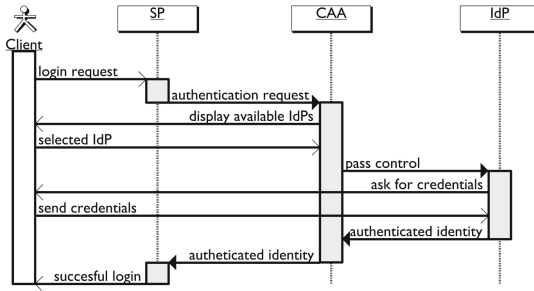 SP
CAA
IdP
Client
login request
authentication request
display available IdPs
selected IdP
pass control
ask for credentials
send credentials
authenticated identity
autheticated identity
succesful login